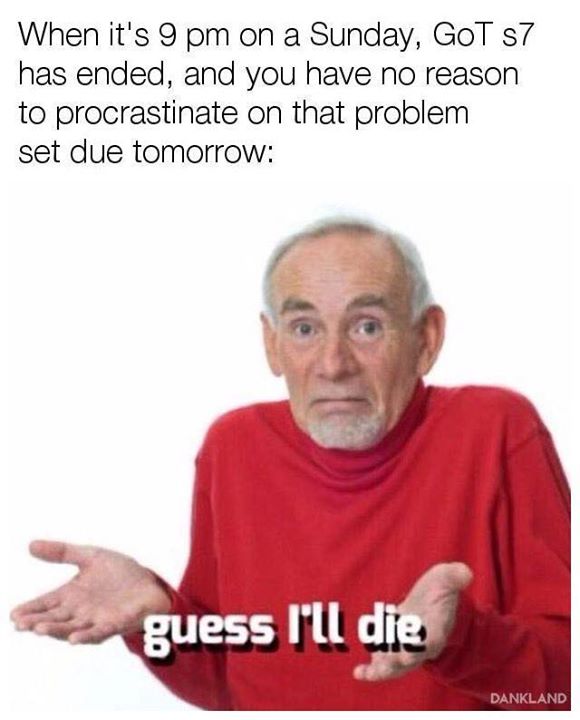 When it's 9 pm on a Sunday, GoT s7
has ended, and you have no reason
to procrastinate on that problem
set due tomorrow:
guess I'll die
DANKLAND